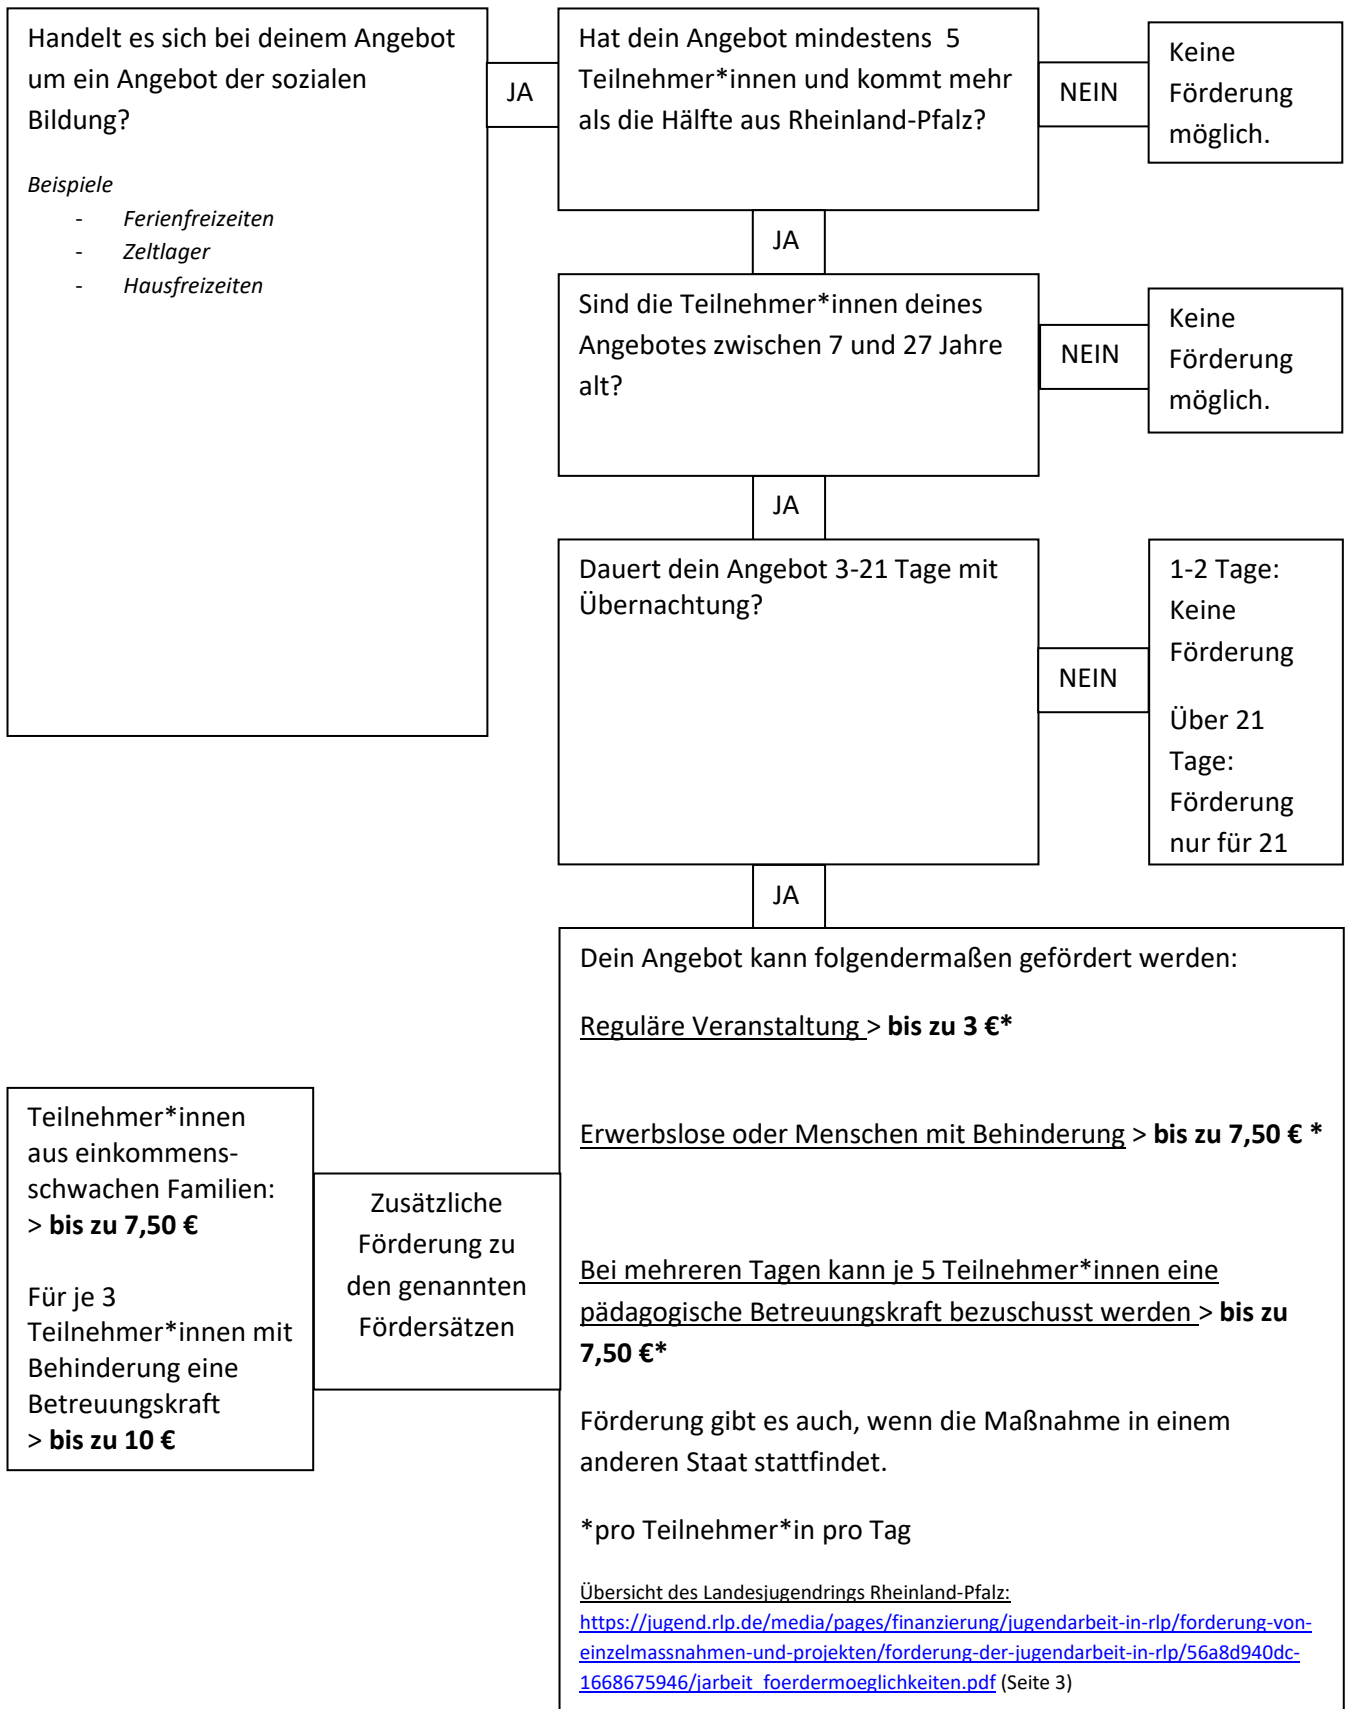 Handelt es sich bei deinem Angebot
um ein Angebot der sozialen
Bildung?
Beispiele
- Ferienfreizeiten
- Zeltlager
- Hausfreizeiten
JA
Hat dein Angebot mindestens 5
Teilnehmer*innen und kommt mehr
als die Hälfte aus Rheinland-Pfalz?
NEIN
Keine
Förderung
möglich.
JA
Sind die Teilnehmer*innen deines
Angebotes zwischen 7 und 27 Jahre
alt?
NEIN
Keine
Förderung
möglich.
JA
Dauert dein Angebot 3-21 Tage mit
Übernachtung?
NEIN
1-2 Tage:
Keine
Förderung
Über 21
Tage:
Förderung
nur für 21
JA
Dein Angebot kann folgendermaßen gefördert werden:
Reguläre Veranstaltung > bis zu 3 €*
Erwerbslose oder Menschen mit Behinderung > bis zu 7,50 € *
Bei mehreren Tagen kann je 5 Teilnehmer*innen eine
pädagogische Betreuungskraft bezuschusst werden > bis zu
7,50 €*
Förderung gibt es auch, wenn die Maßnahme in einem
anderen Staat stattfindet.
*pro Teilnehmer*in pro Tag
Übersicht des Landesjugendrings Rheinland-Pfalz:
https://jugend.rlp.de/media/pages/finanzierung/jugendarbeit-in-rlp/forderung-von-
einzelmassnahmen-und-projekten/forderung-der-jugendarbeit-in-rlp/56a8d940dc-
1668675946/jarbeit_foerdermoeglichkeiten.pdf (Seite 3)
Zusätzliche
Förderung zu
den genannten
Fördersätzen
Teilnehmer*innen
aus einkommens-
schwachen Familien:
> bis zu 7,50 €
Für je 3
Teilnehmer*innen mit
Behinderung eine
Betreuungskraft
> bis zu 10 €